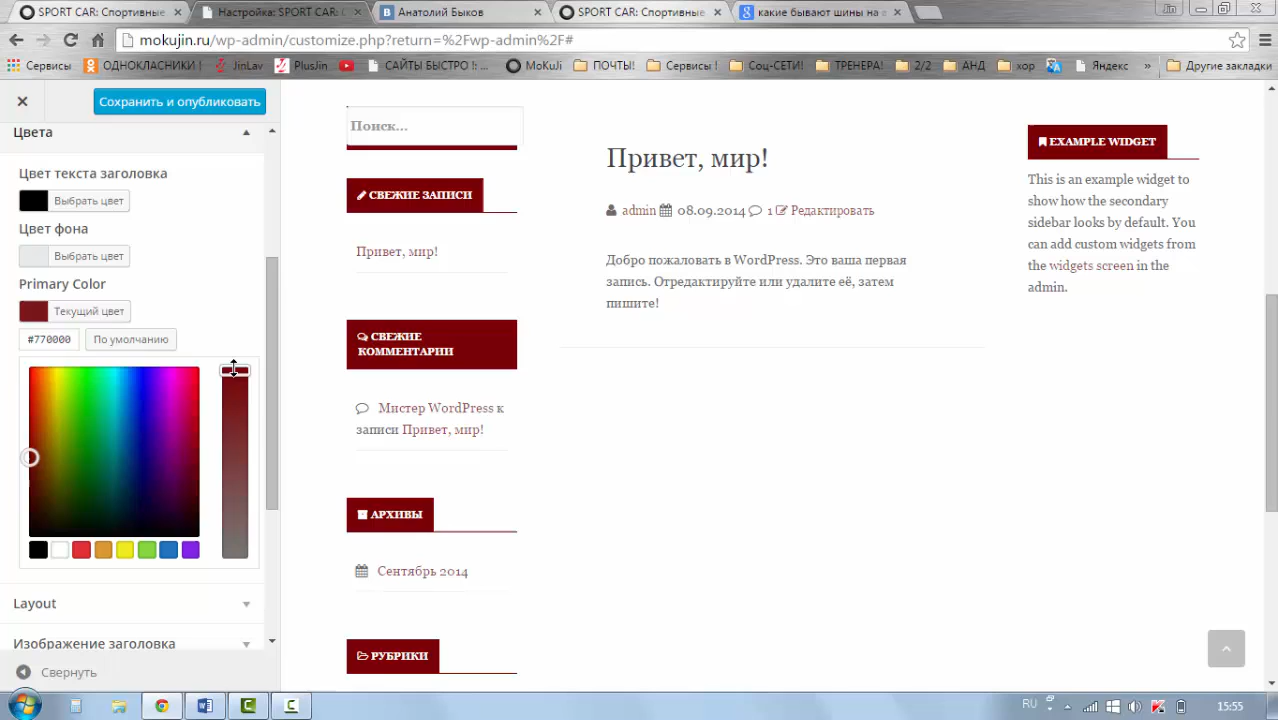 SPORT CAR: Спортивные
Настройка: SPORT CAR:
Анатолий Быков
SPORT CAR: Спортивные
какие бывают шины на
mokujin.ru/wp-admin/customize.php?return=%2Fwp-admin%2F#
Сервисы
ОДНОКЛАСНИКИ
JinLav
PlusJin
САЙТЫ БЫСТРО !: ...
MoKuJi
ПОЧТЫ!
Сервисы !
Соц-СЕТИ!
ТРЕНЕРА!
2/2
АНД
хор
Яндекс
»
Другие закладки
Сохранить и опубликовать
Цвета
Цвет текста заголовка
Выбрать цвет
Цвет фона
Выбрать цвет
Primary Color
Текущий цвет
#770000
По умолчанию
Layout
Изображение заголовка
Свернуть
Поиск...
СВЕЖИЕ ЗАПИСИ
Привет, мир!
СВЕЖИЕ
КОММЕНТАРИИ
Мистер WordPress к
записи Привет, мир!
АРХИВЫ
Сентябрь 2014
РУБРИКИ
Привет, мир!
admin 08.09.2014 1 Редактировать
Добро пожаловать в WordPress. Это ваша первая
запись. Отредактируйте или удалите её, затем
пишите!
EXAMPLE WIDGET
This is an example widget to
show how the secondary
sidebar looks by default. You
can add custom widgets from
the widgets screen in the
admin.
RU
15:55